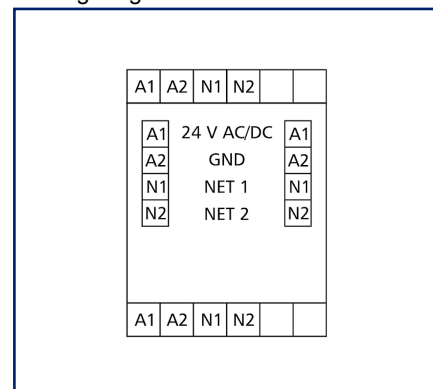 A1 A2 N1 N2
A1 24 V AC/DC A1
A2 GND A2
N1 NET 1 N1
N2 NET 2 N2
A1 A2 N1 N2